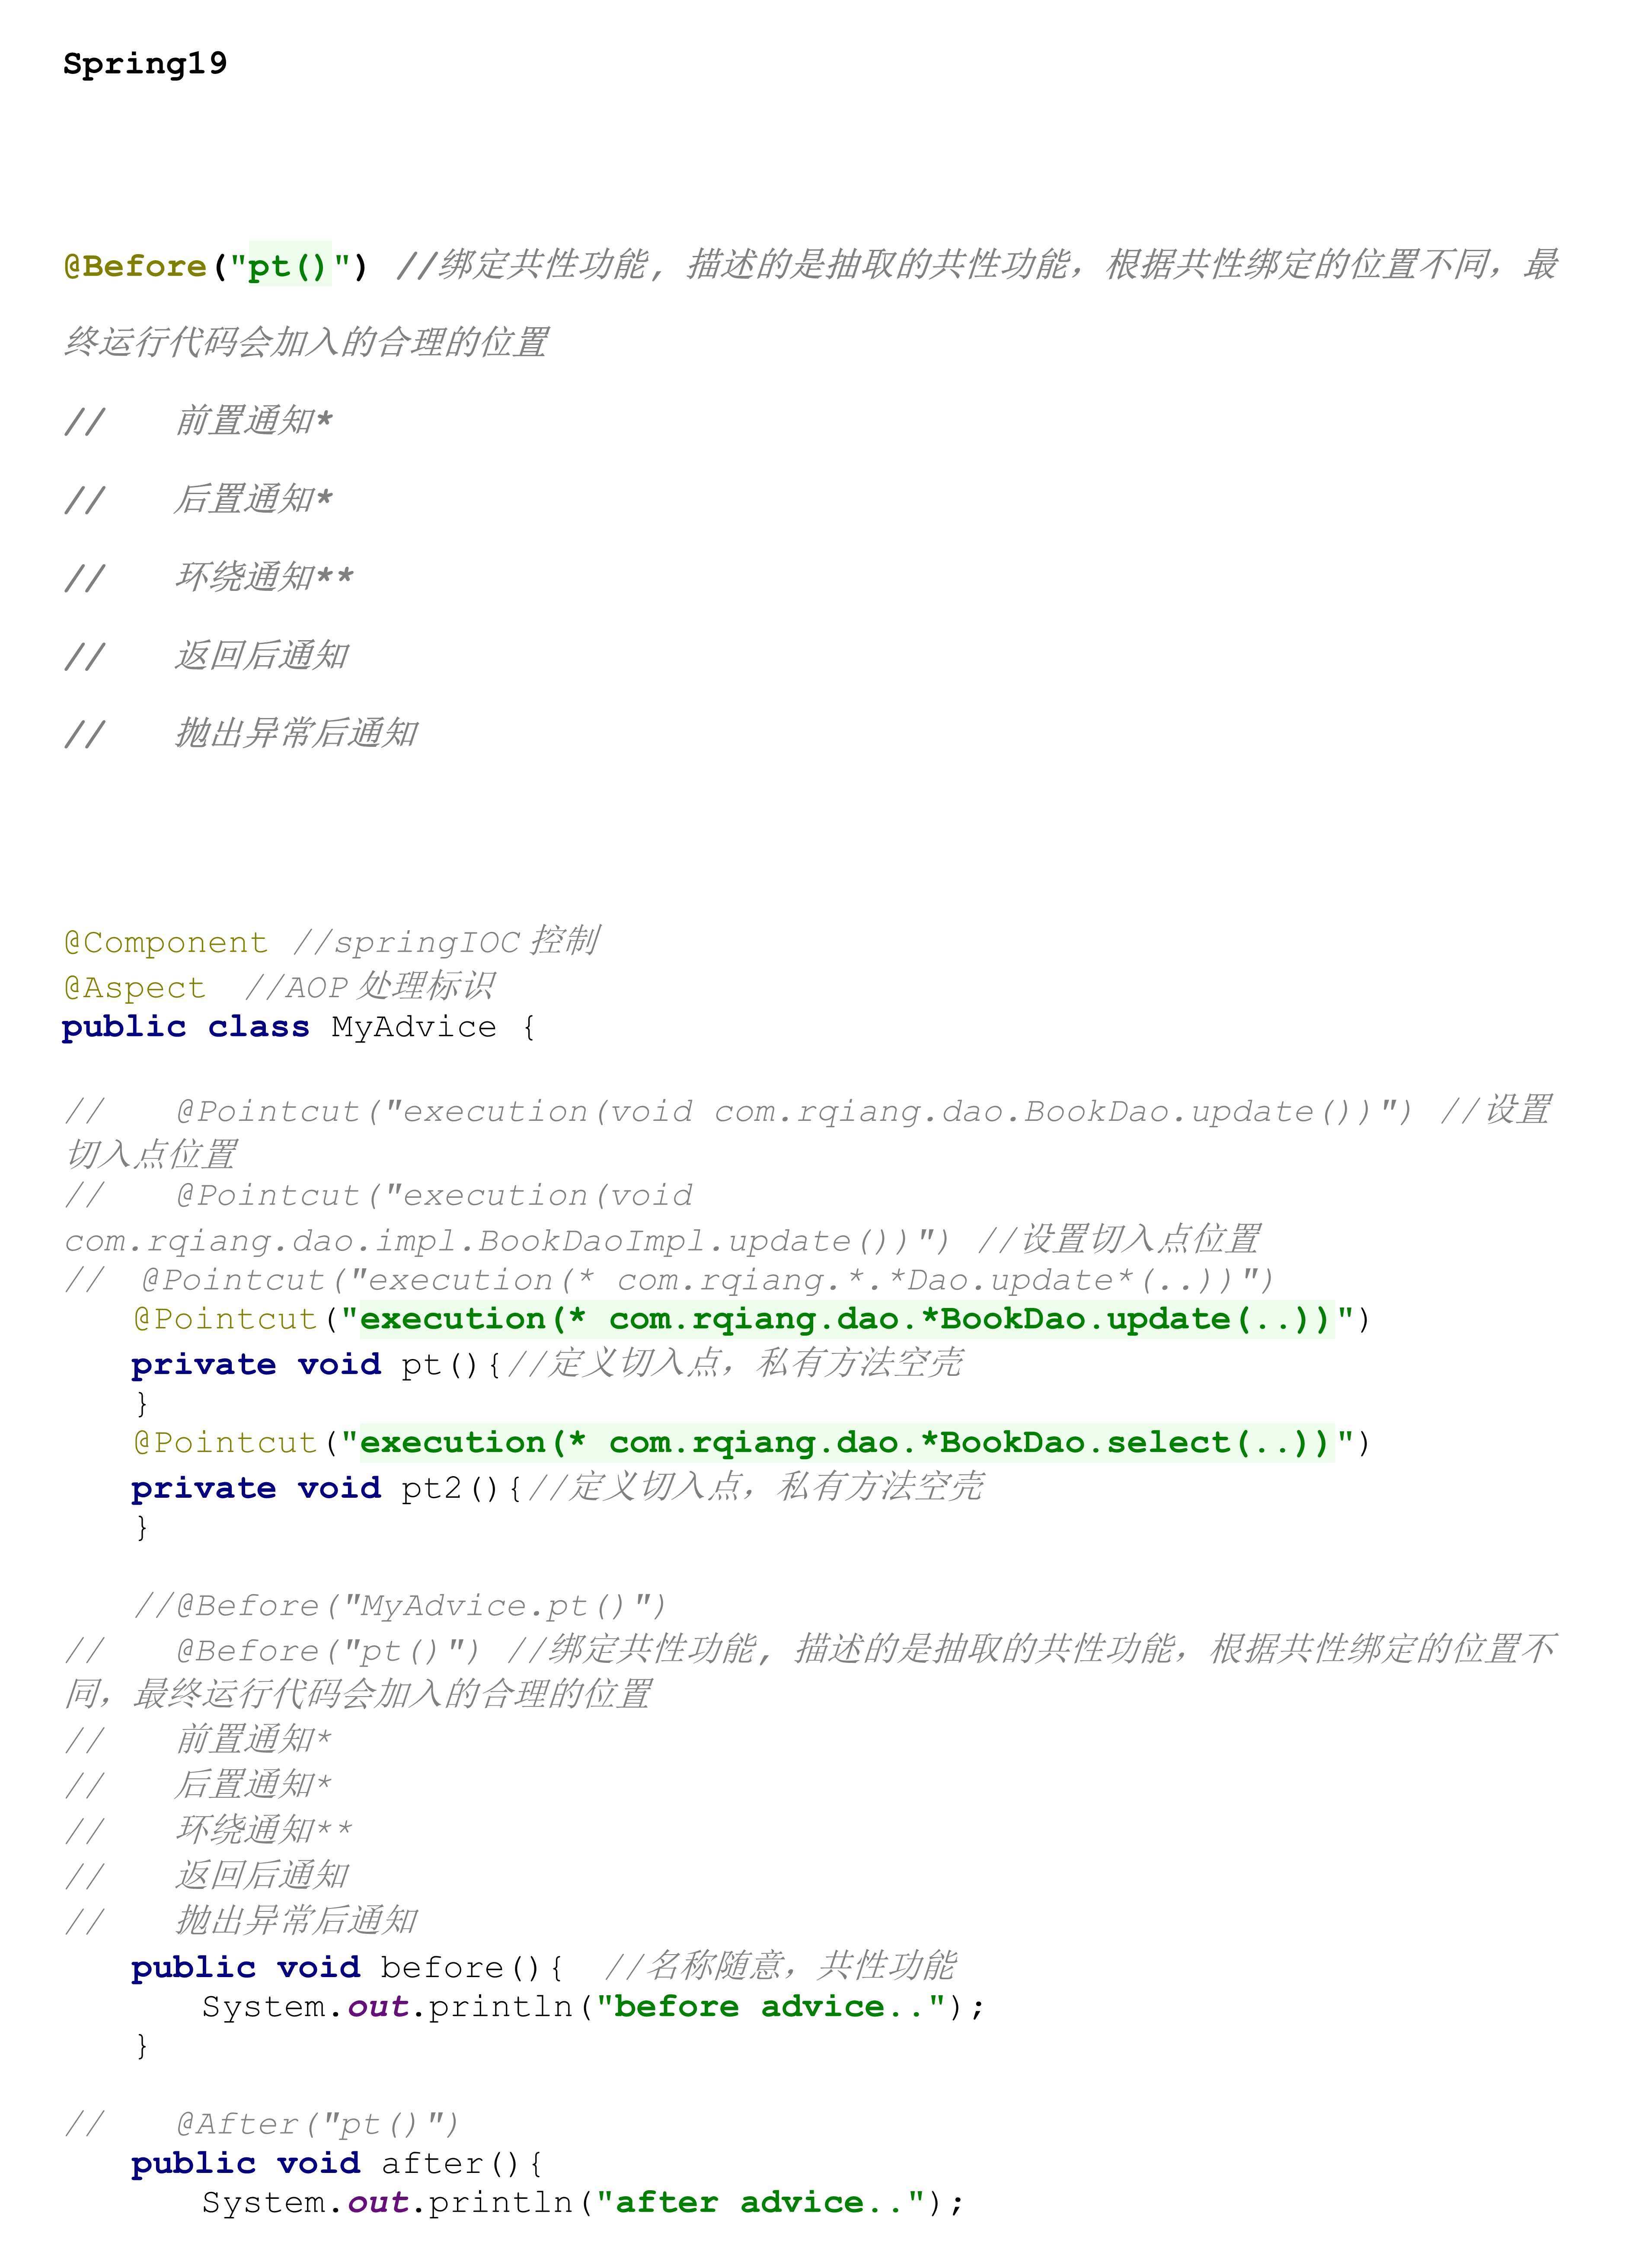 Spring19
@Before("pt()") //绑定共性功能, 描述的是抽取的共性功能，根据共性绑定的位置不同，最
终运行代码会加入的合理的位置
//   前置通知*
//   后置通知*
//   环绕通知**
//   返回后通知
//   抛出异常后通知
@Component //springIOC 控制
@Aspect  //AOP 处理标识
public class MyAdvice {
//   @Pointcut("execution(void com.rqiang.dao.BookDao.update())") //设置
切入点位置
//   @Pointcut("execution(void
com.rqiang.dao.impl.BookDaoImpl.update())") //设置切入点位置
//  @Pointcut("execution(* com.rqiang.*.*Dao.update*(..))")
    @Pointcut("execution(* com.rqiang.dao.*BookDao.update(..))")
    private void pt(){//定义切入点，私有方法空壳
    }
    @Pointcut("execution(* com.rqiang.dao.*BookDao.select(..))")
    private void pt2(){//定义切入点，私有方法空壳
    }
    //@Before("MyAdvice.pt()")
//   @Before("pt()") //绑定共性功能, 描述的是抽取的共性功能，根据共性绑定的位置不
同，最终运行代码会加入的合理的位置
//   前置通知*
//   后置通知*
//   环绕通知**
//   返回后通知
//   抛出异常后通知
    public void before(){  //名称随意，共性功能
        System.out.println("before advice..");
    }
//   @After("pt()")
    public void after(){
        System.out.println("after advice..");